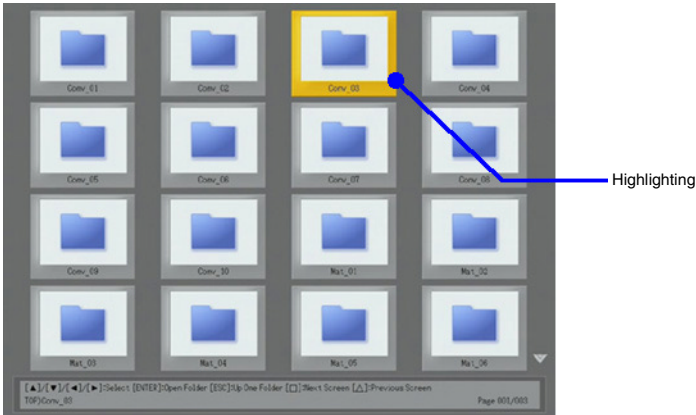 Conv_01 Conv_02 Conv_03 Conv_04
Conv_05 Conv_06 Conv_07 Conv_08
Highlighting
Conv_09 Conv_10 Mat_01 Mat_02
Mat_03 Mat_04 Mat_05 Mat_06
[▲]/[▼]/[◀]/[▶]:Select [ENTER]:Open Folder [ESC]:Up One Folder [□]:Next Screen [△]:Previous Screen
TOP>Conv_03 Page 001/003